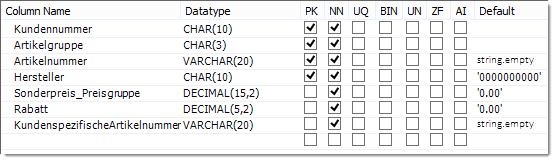 Column Name Datatype PK NN UQ BIN UN ZF AI Default
Kundennummer CHAR(10)
Artikelgruppe CHAR(3)
Artikelnummer VARCHAR(20) string.empty
Hersteller CHAR(10) '0000000000'
Sonderpreis_Preisgruppe DECIMAL(15,2) '0.00'
Rabatt DECIMAL(5,2) '0.00'
KundenspezifischeArtikelnummer VARCHAR(20) string.empty